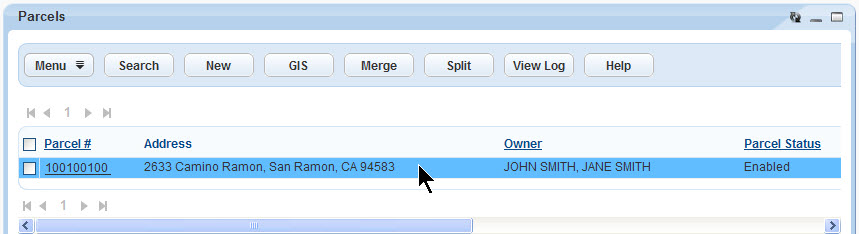 Parcels
Menu Search New GIS Merge Split View Log Help
1
Parcel # Address Owner Parcel Status
100100100 2633 Camino Ramon, San Ramon, CA 94583 JOHN SMITH, JANE SMITH Enabled
1